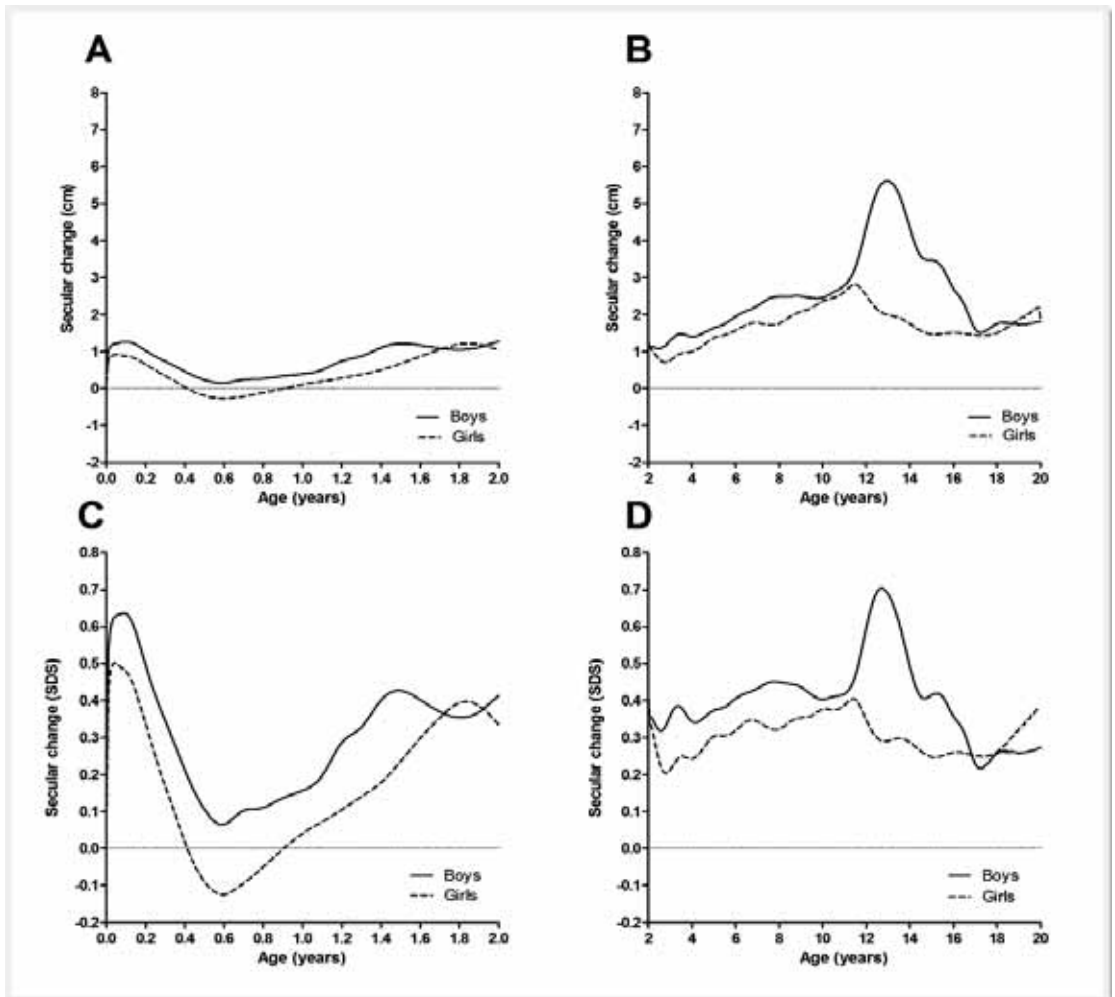 A
Secular change (cm)
8
7
6
5
4
3
2
1
0
-1
-2
0.0 0.2 0.4 0.6 0.8 1.0 1.2 1.4 1.6 1.8 2.0
Age (years)
Boys
Girls
B
Secular change (cm)
8
7
6
5
4
3
2
1
0
-1
-2
2 4 6 8 10 12 14 16 18 20
Age (years)
Boys
Girls
C
Secular change (SDS)
0.8
0.7
0.6
0.5
0.4
0.3
0.2
0.1
0.0
-0.1
-0.2
0.0 0.2 0.4 0.6 0.8 1.0 1.2 1.4 1.6 1.8 2.0
Age (years)
Boys
Girls
D
Secular change (SDS)
0.8
0.7
0.6
0.5
0.4
0.3
0.2
0.1
0.0
-0.1
-0.2
2 4 6 8 10 12 14 16 18 20
Age (years)
Boys
Girls